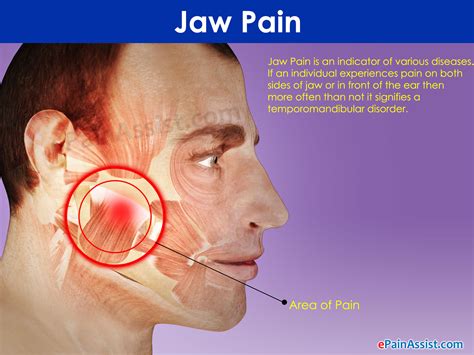 Jaw Pain
Jaw Pain is an indicator of various diseases.
If an individual experiences pain on both
sides of jaw or in front of the ear then
more often than not it signifies a
temporomandibular disorder.
ePainAssist.com
Area of Pain
ePainAssist.com